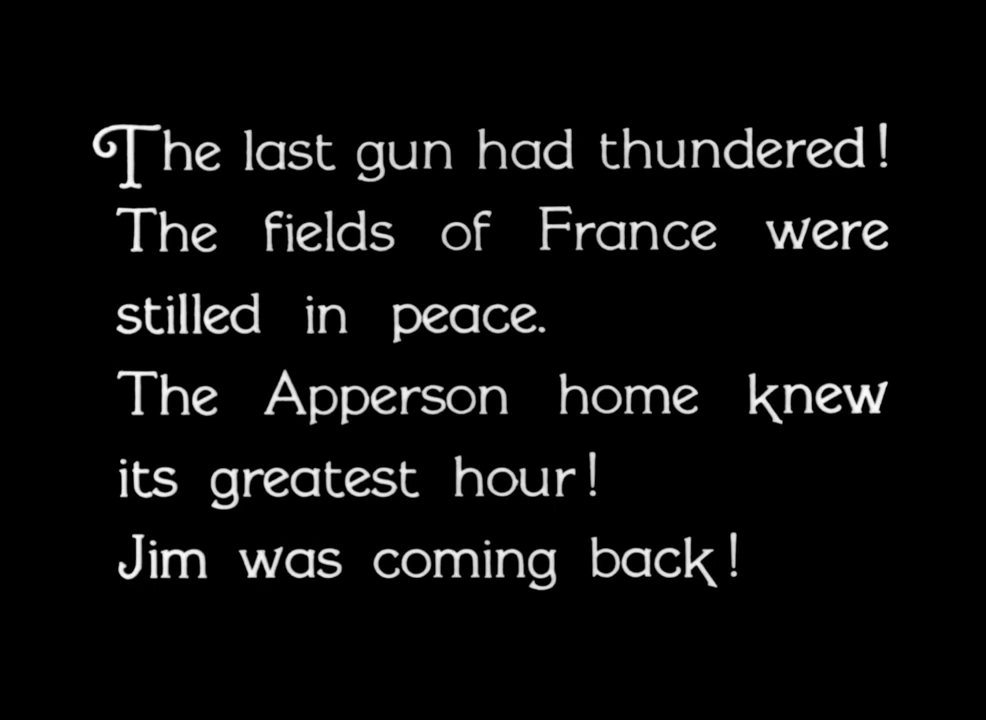 The last gun had thundered!
The fields of France were
stilled in peace.
The Apperson home knew
its greatest hour!
Jim was coming back!